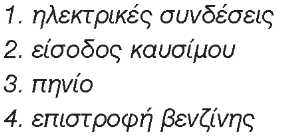 1. ηλεκτρικές συνδέσεις
2. είσοδος καυσίμου
3. πηνίο
4. επιστροφή βενζίνης